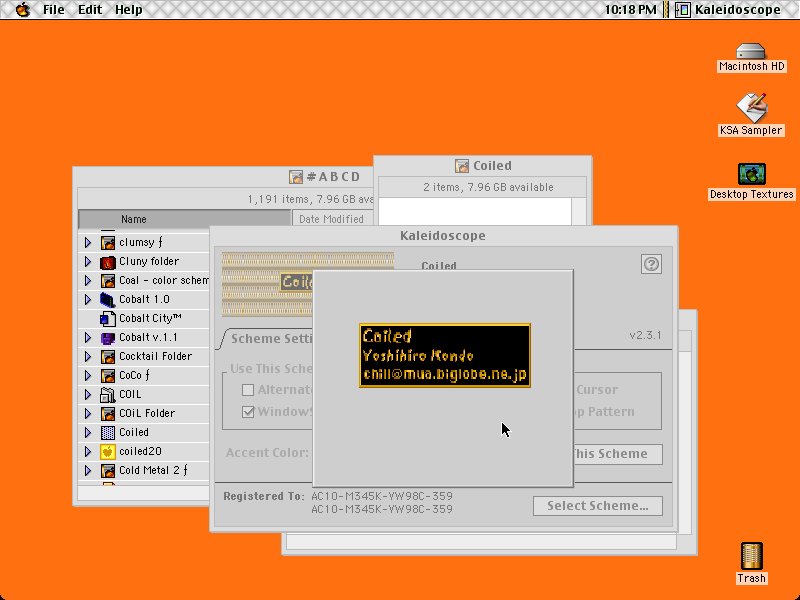 File Edit Help
10:18 PM Kaleidoscope
Macintosh HD
KSA Sampler
Desktop Textures
Trash
#ABCD
1,191 items, 7.96 GB ava
Name
Date Modified
clumsy ƒ
Cluny folder
Coal - color schem
Cobalt 1.0
Cobalt City™
Cobalt v.1.1
Cocktail Folder
CoCo ƒ
COIL
COiL Folder
Coiled
coiled20
Cold Metal 2 ƒ
Coiled
2 items, 7.96 GB available
Kaleidoscope
Coiled
Coile
v2.3.1
Scheme Setti
Use This Sche
Alternat
Window
Cursor
p Pattern
Accent Color:
his Scheme
Registered To: AC10-M345K-VW98C-359
AC10-M345K-VW98C-359
Select Scheme...
Coiled
Yoshihiro Kondo
chill@mua.biglobe.ne.jp